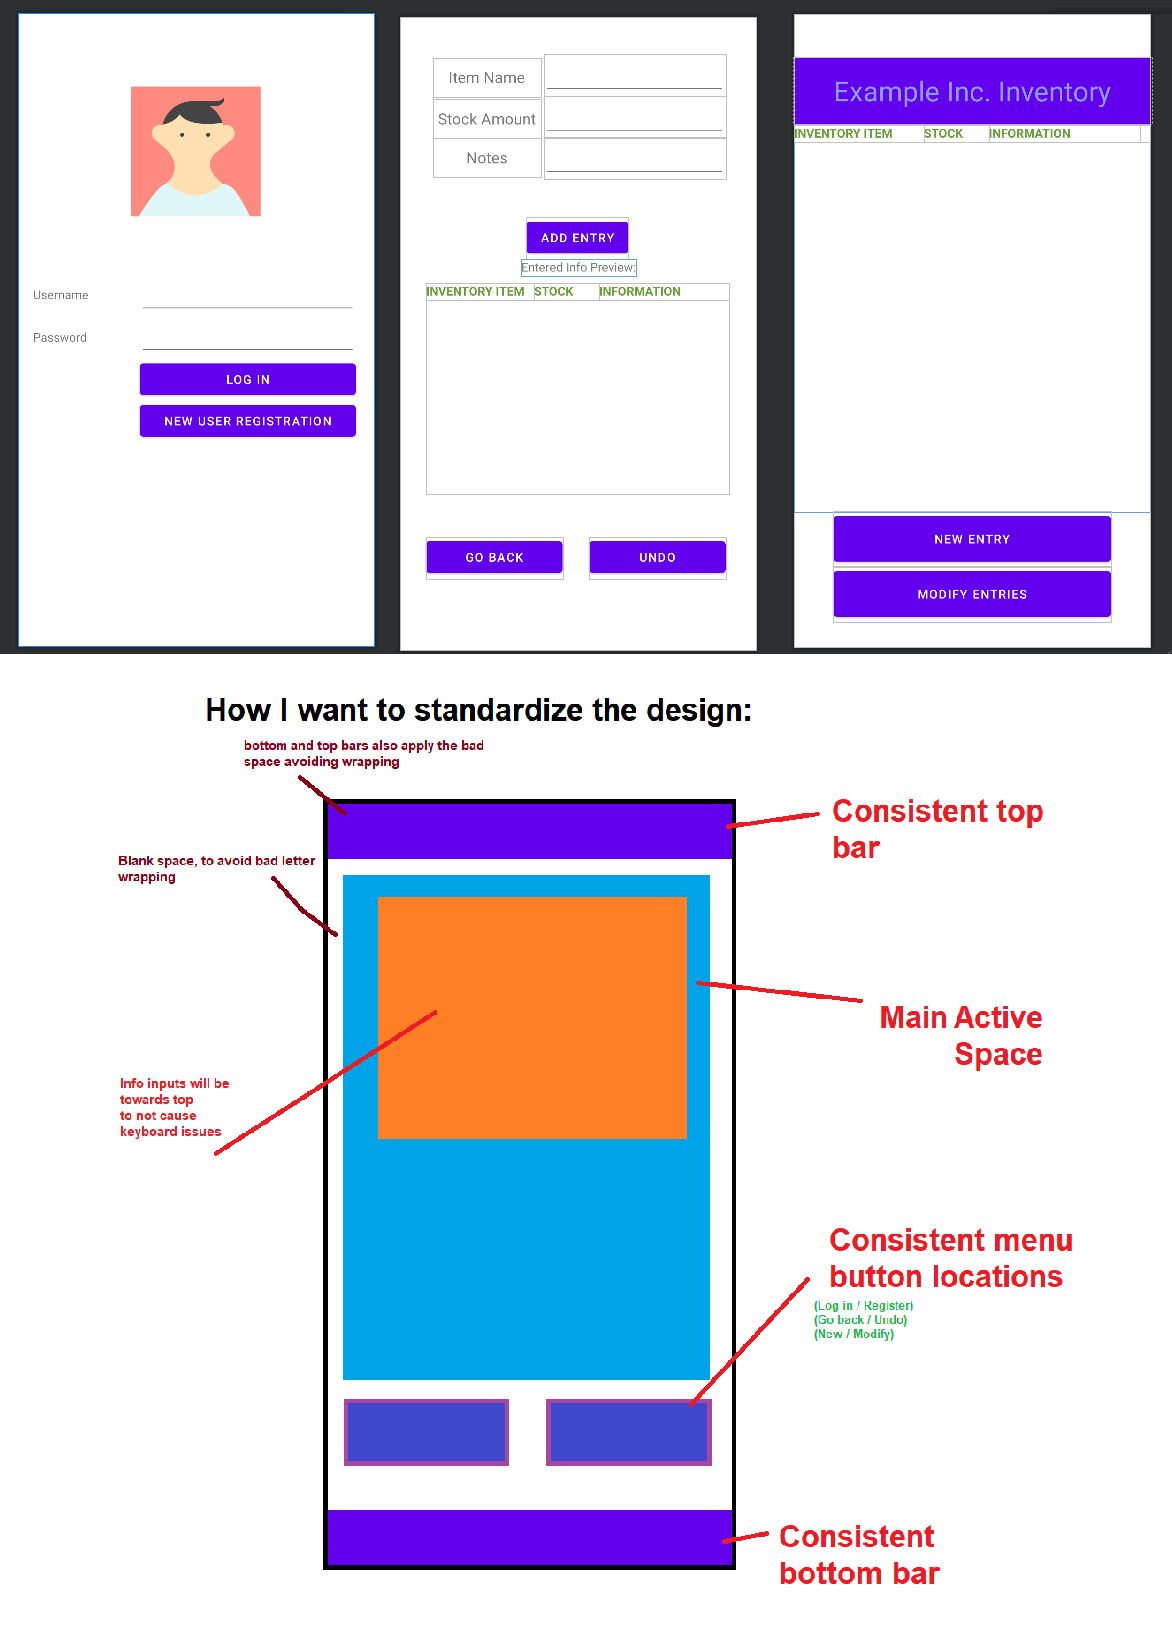 Username
Password
LOG IN
NEW USER REGISTRATION
Item Name
Stock Amount
Notes
ADD ENTRY
Entered Info Preview:
INVENTORY ITEM STOCK INFORMATION
GO BACK UNDO
Example Inc. Inventory
INVENTORY ITEM STOCK INFORMATION
NEW ENTRY
MODIFY ENTRIES
How I want to standardize the design:
bottom and top bars also apply the bad
space avoiding wrapping
Consistent top
bar
Blank space, to avoid bad letter
wrapping
Main Active
Space
Info inputs will be
towards top
to not cause
keyboard issues
Consistent menu
button locations
(Log in / Register)
(Go back / Undo)
(New / Modify)
Consistent
bottom bar